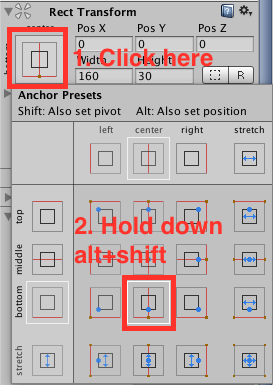 Rect Transform
center
Pos X Pos Y Pos Z
0 0 0
1. Click here
Width Height
160 30
R
bottom
Anchor Presets
Shift: Also set pivot Alt: Also set position
left center right stretch
top
2. Hold down
alt+shift
middle
bottom
stretch